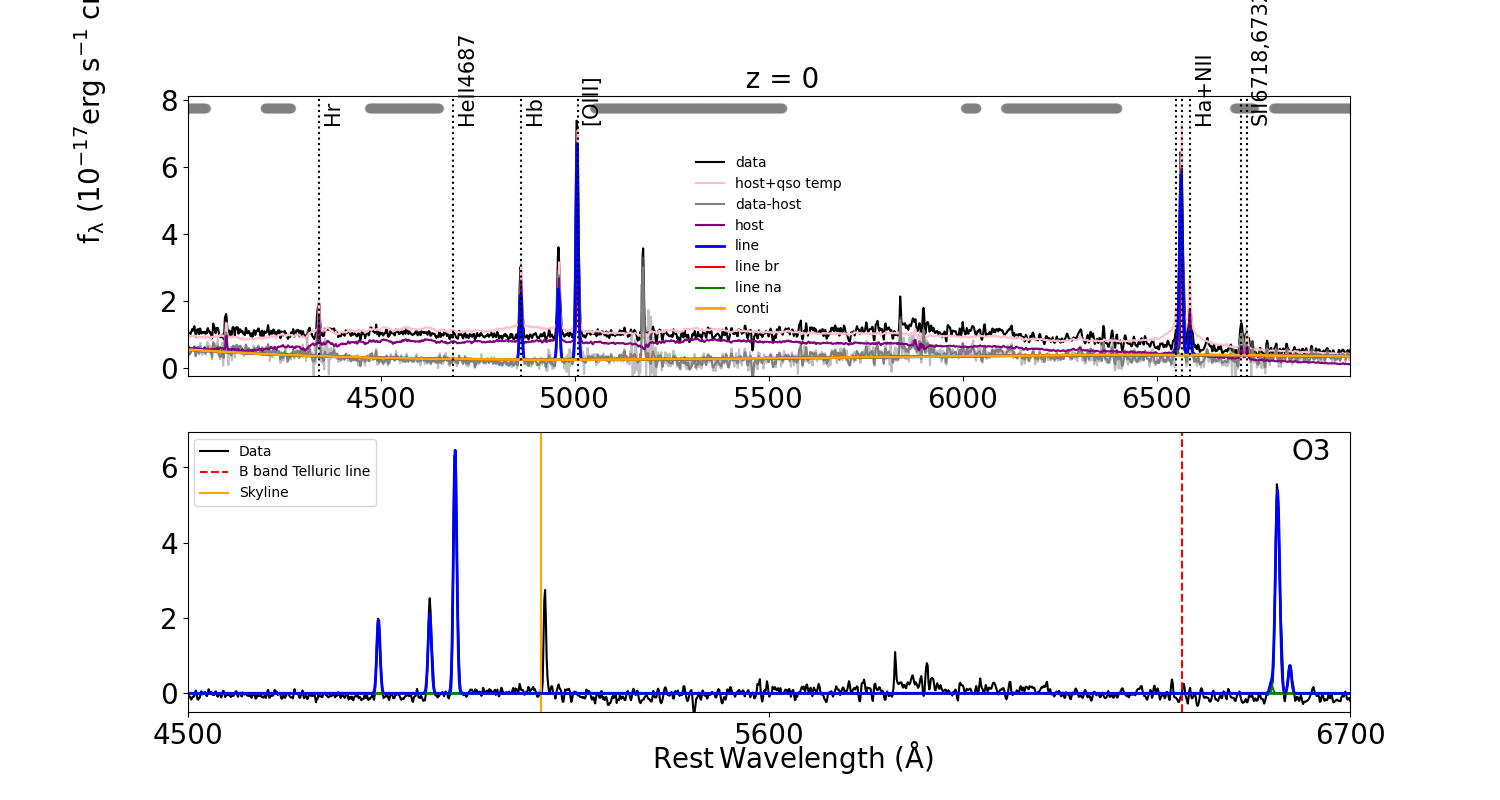 z = 0
f_λ (10⁻¹⁷erg s⁻¹
Hr
HeII4687
Hb
[OIII]
Ha+NII
SII6718,673
8
6
4
2
0
data
host+qso temp
data-host
host
line
line br
line na
conti
4500 5000 5500 6000 6500
O3
Data
B band Telluric line
Skyline
6
4
2
0
4500 5600 6700
Rest Wavelength (Å)